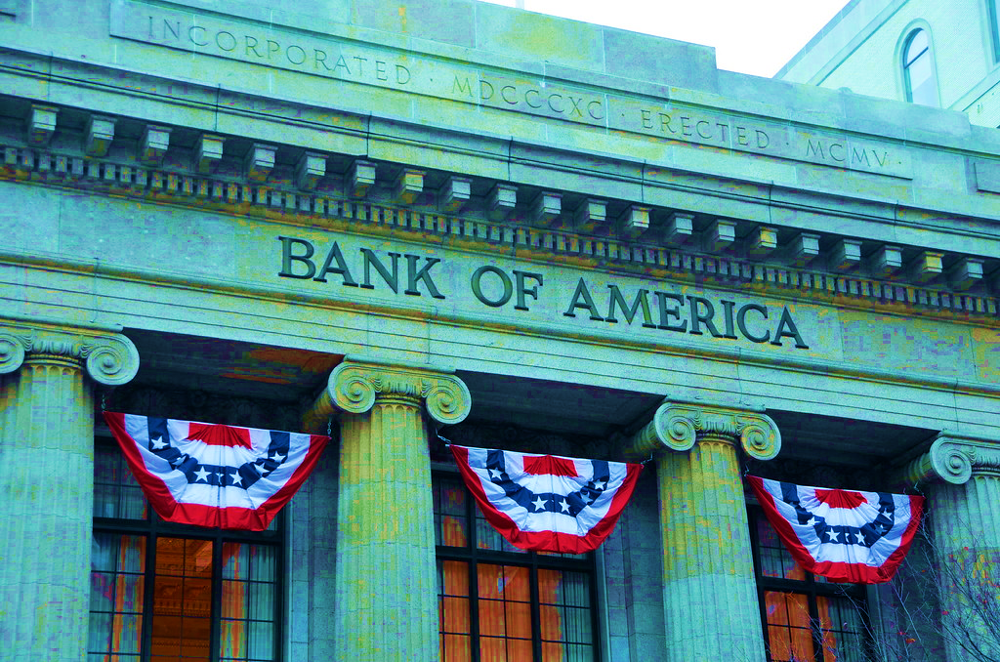 INCORPORATED · MDCCCXC · ERECTED · MCMV ·
BANK OF AMERICA